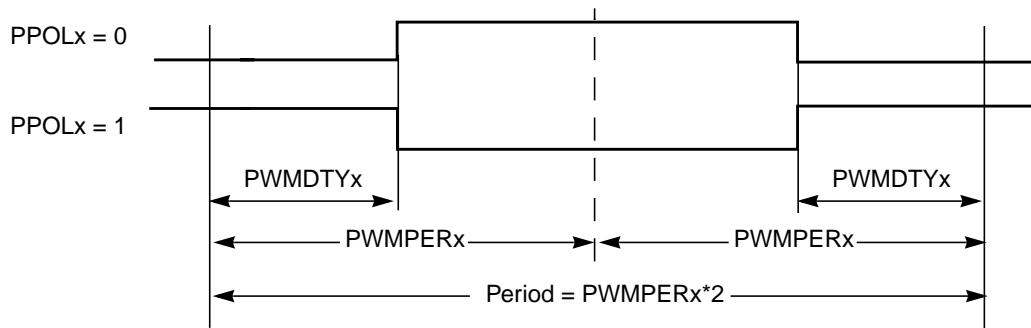 PPOLx = 0
PPOLx = 1
PWMDTYx
PWMDTYx
PWMPERx
PWMPERx
Period = PWMPERx*2